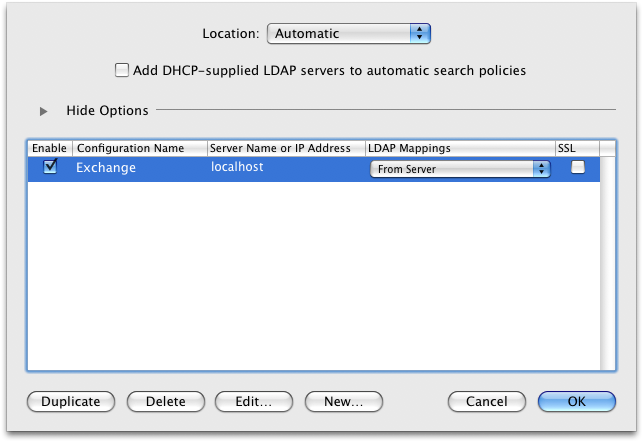 Location: Automatic
Add DHCP-supplied LDAP servers to automatic search policies
Hide Options
Enable Configuration Name Server Name or IP Address LDAP Mappings SSL
Exchange localhost From Server
Duplicate Delete Edit... New... Cancel OK